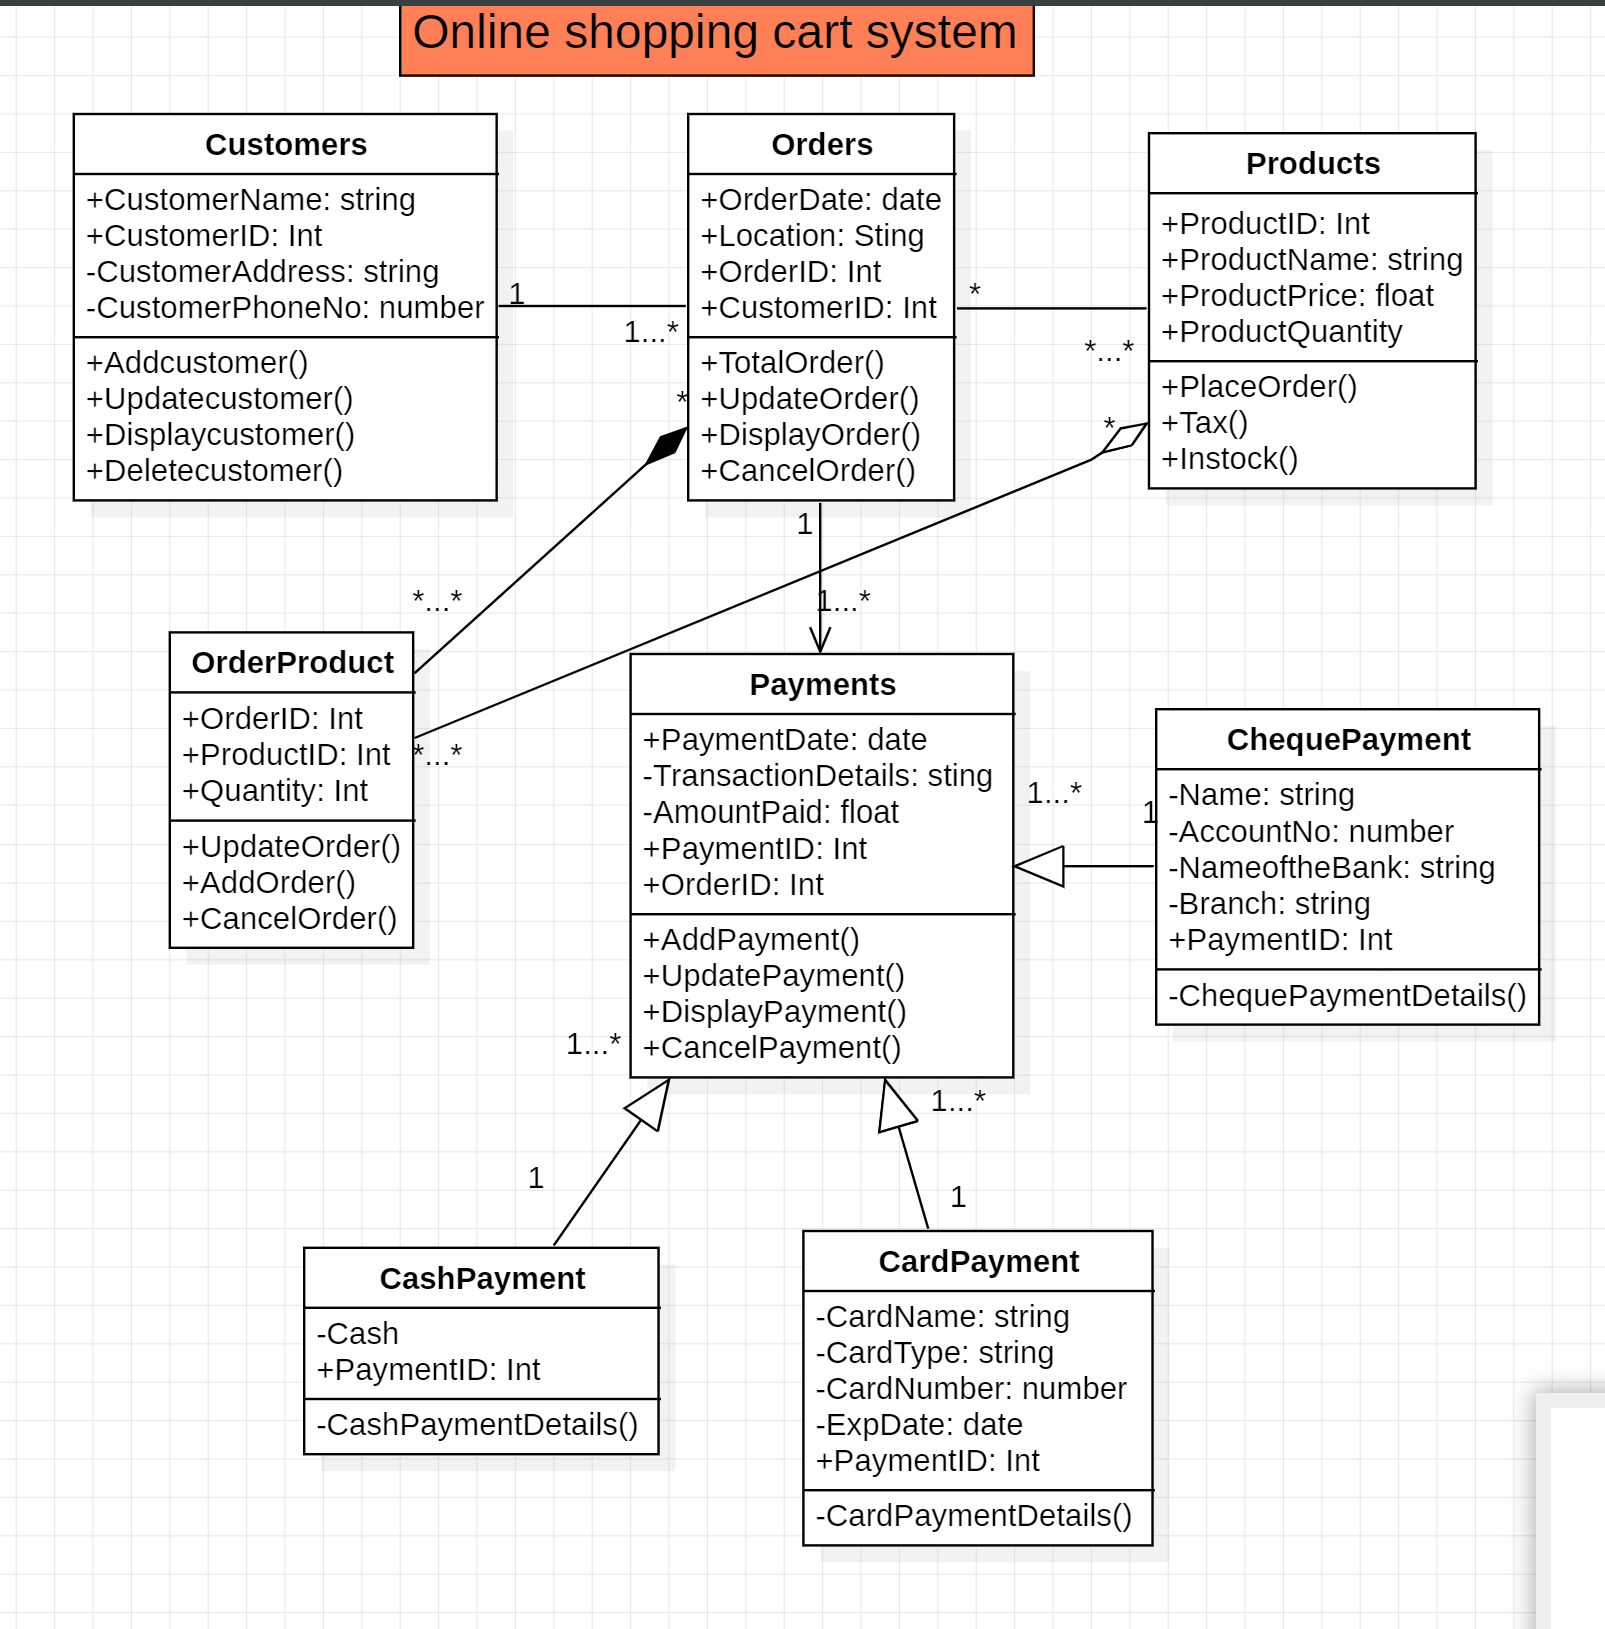 Online shopping cart system
Customers
+CustomerName: string
+CustomerID: Int
-CustomerAddress: string
-CustomerPhoneNo: number
+Addcustomer()
+Updatecustomer()
+Displaycustomer()
+Deletecustomer()
1
1...*
Orders
+OrderDate: date
+Location: Sting
+OrderID: Int
+CustomerID: Int
+TotalOrder()
+UpdateOrder()
+DisplayOrder()
+CancelOrder()
*
*...*
Products
+ProductID: Int
+ProductName: string
+ProductPrice: float
+ProductQuantity
+PlaceOrder()
+Tax()
+Instock()
*
*
1
1...*
*...*
*...*
OrderProduct
+OrderID: Int
+ProductID: Int
+Quantity: Int
+UpdateOrder()
+AddOrder()
+CancelOrder()
Payments
+PaymentDate: date
-TransactionDetails: sting
-AmountPaid: float
+PaymentID: Int
+OrderID: Int
+AddPayment()
+UpdatePayment()
+DisplayPayment()
+CancelPayment()
1...*
1
ChequePayment
-Name: string
-AccountNo: number
-NameoftheBank: string
-Branch: string
+PaymentID: Int
-ChequePaymentDetails()
1...*
1
1...*
1
CashPayment
-Cash
+PaymentID: Int
-CashPaymentDetails()
CardPayment
-CardName: string
-CardType: string
-CardNumber: number
-ExpDate: date
+PaymentID: Int
-CardPaymentDetails()